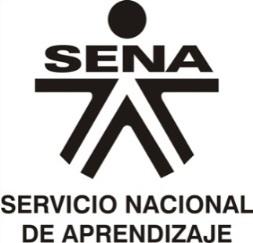 SENA
SERVICIO NACIONAL
DE APRENDIZAJE